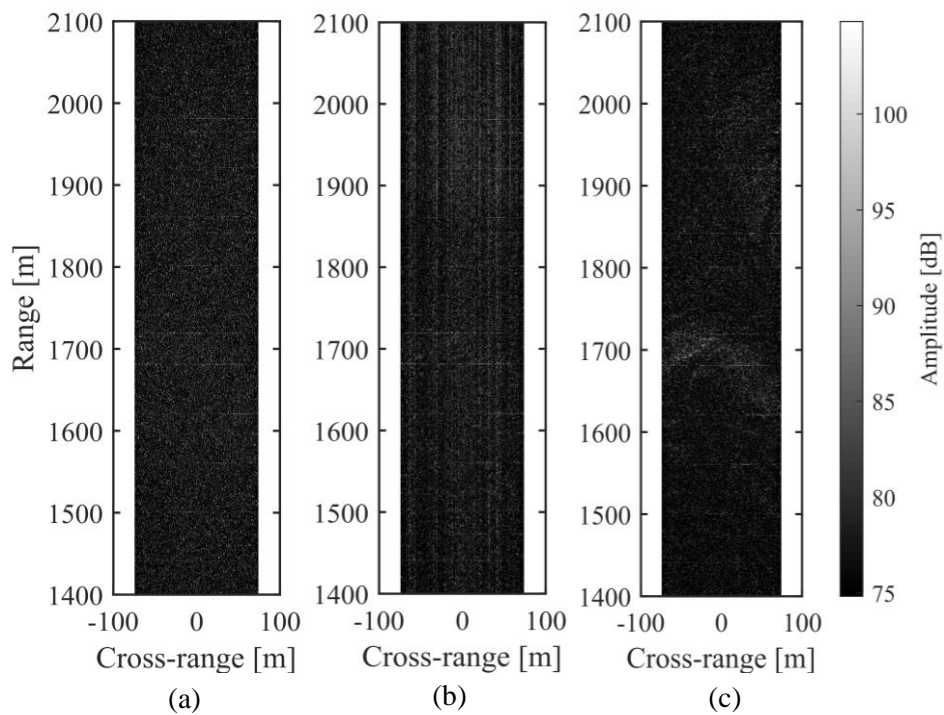 2100 2100 2100
2000 2000 2000 100
1900 1900 1900 95
1800 1800 1800 90
1700 1700 1700 85
1600 1600 1600
1500 1500 1500 80
1400 1400 1400 75
Range [m]
Amplitude [dB]
-100 0 100 -100 0 100 -100 0 100
Cross-range [m] Cross-range [m] Cross-range [m]
(a) (b) (c)